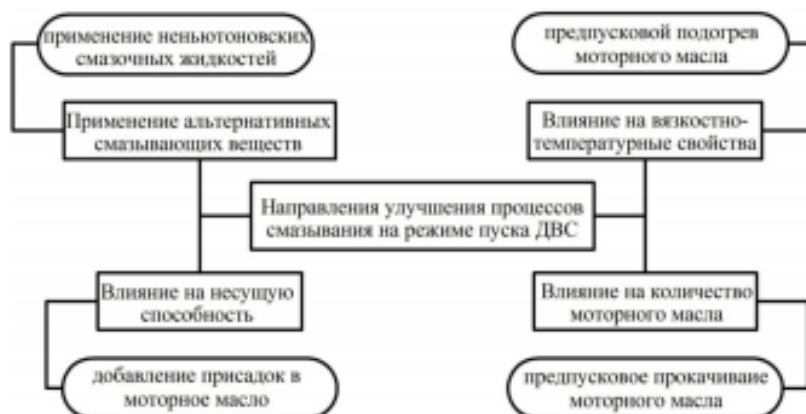 применение неньютоновских
смазочных жидкостей
предпусковой подогрев
моторного масла
Применение альтернативных
смазывающих веществ
Влияние на вязкостно-
температурные свойства
Направления улучшения процессов
смазывания на режиме пуска ДВС
Влияние на несущую
способность
Влияние на количество
моторного масла
добавление присадок в
моторное масло
предпусковое прокачиваие
моторного масла